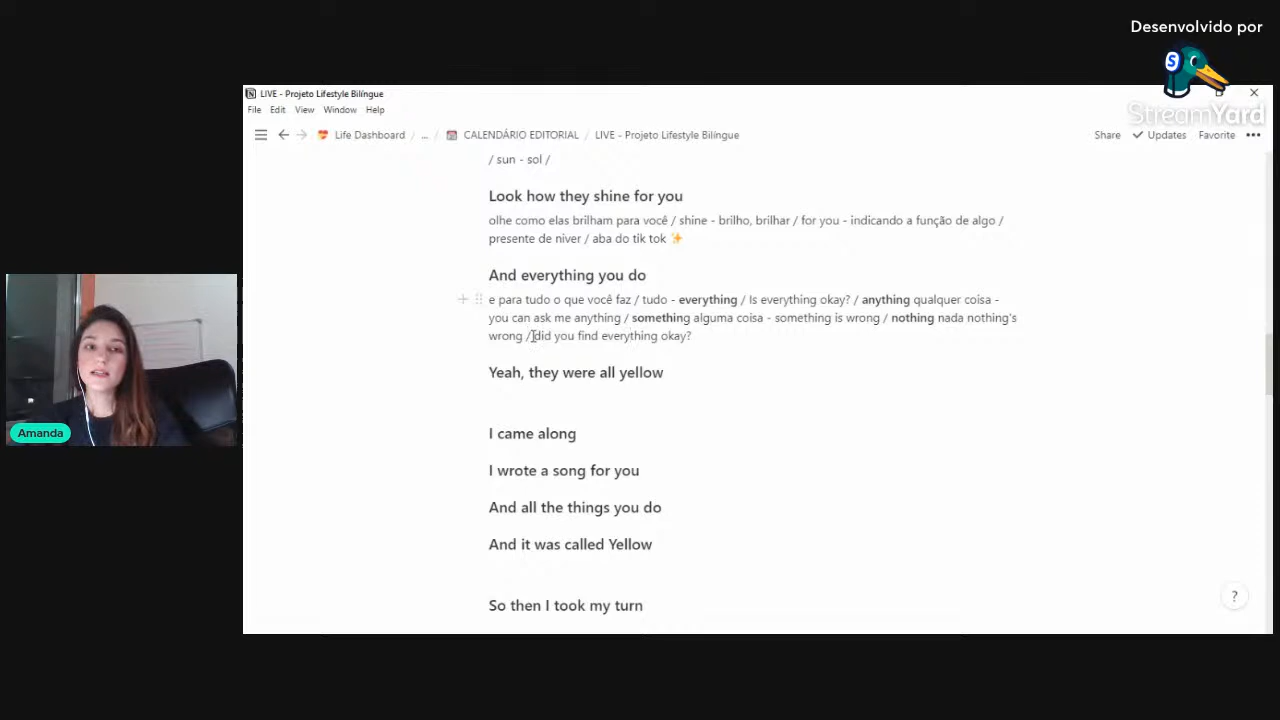 Desenvolvido por
S
StreamYard
LIVE - Projeto Lifestyle Bilíngue
File Edit View Window Help
Life Dashboard / ... / CALENDÁRIO EDITORIAL / LIVE - Projeto Lifestyle Bilíngue
Share Updates Favorite •••
/ sun - sol /
Look how they shine for you
olhe como elas brilham para você / shine - brilho, brilhar / for you - indicando a função de algo /
presente de niver / aba do tik tok ✨
And everything you do
e para tudo o que você faz / tudo - everything / Is everything okay? / anything qualquer coisa -
you can ask me anything / something alguma coisa - something is wrong / nothing nada nothing's
wrong / did you find everything okay?
Yeah, they were all yellow
I came along
I wrote a song for you
And all the things you do
And it was called Yellow
So then I took my turn
?
Amanda